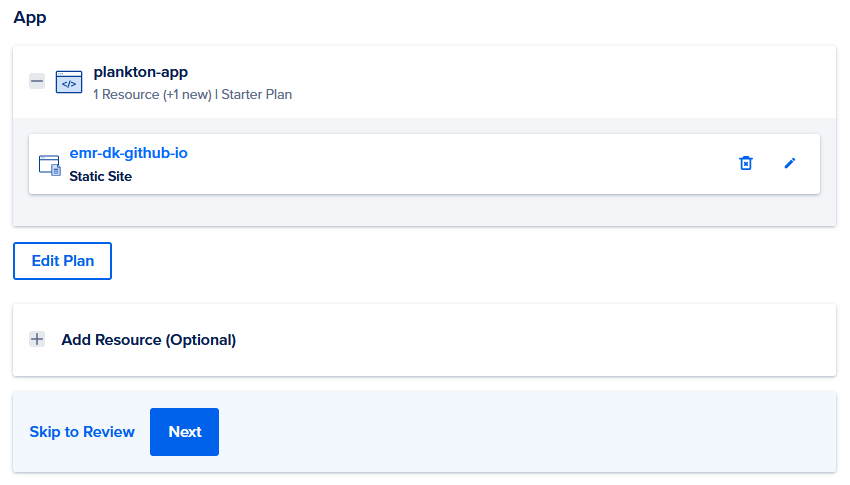 App
plankton-app
1 Resource (+1 new) | Starter Plan
emr-dk-github-io
Static Site
Edit Plan
Add Resource (Optional)
Skip to Review
Next